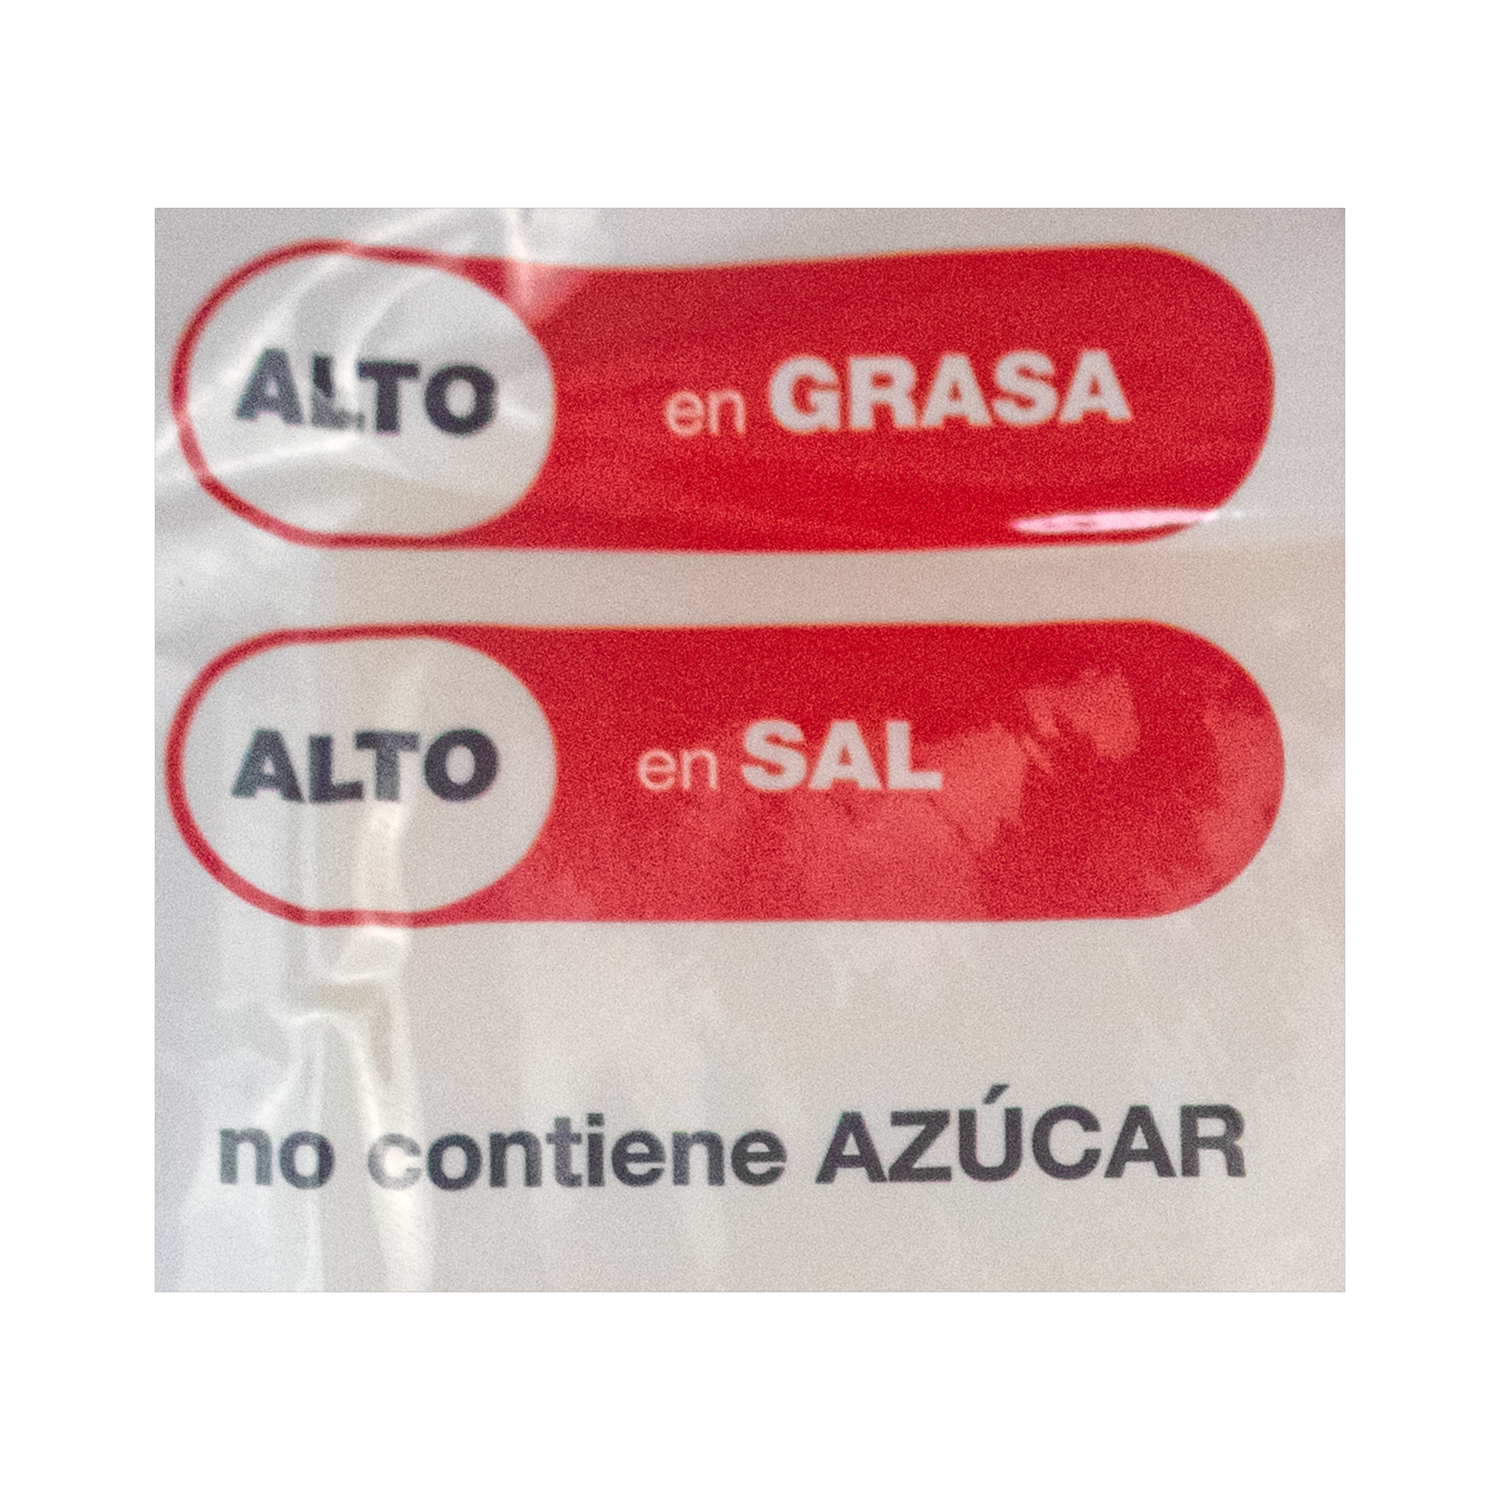 ALTO en GRASA
ALTO en SAL
no contiene AZÚCAR